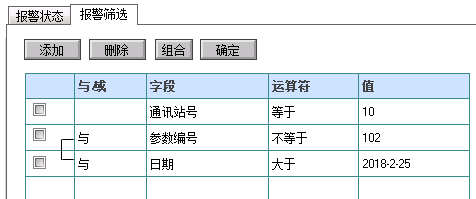 报警状态 报警筛选
添加 删除 组合 确定
与/或 字段 运算符 值
通讯站号 等于 10
与 参数编号 不等于 102
与 日期 大于 2018-2-25